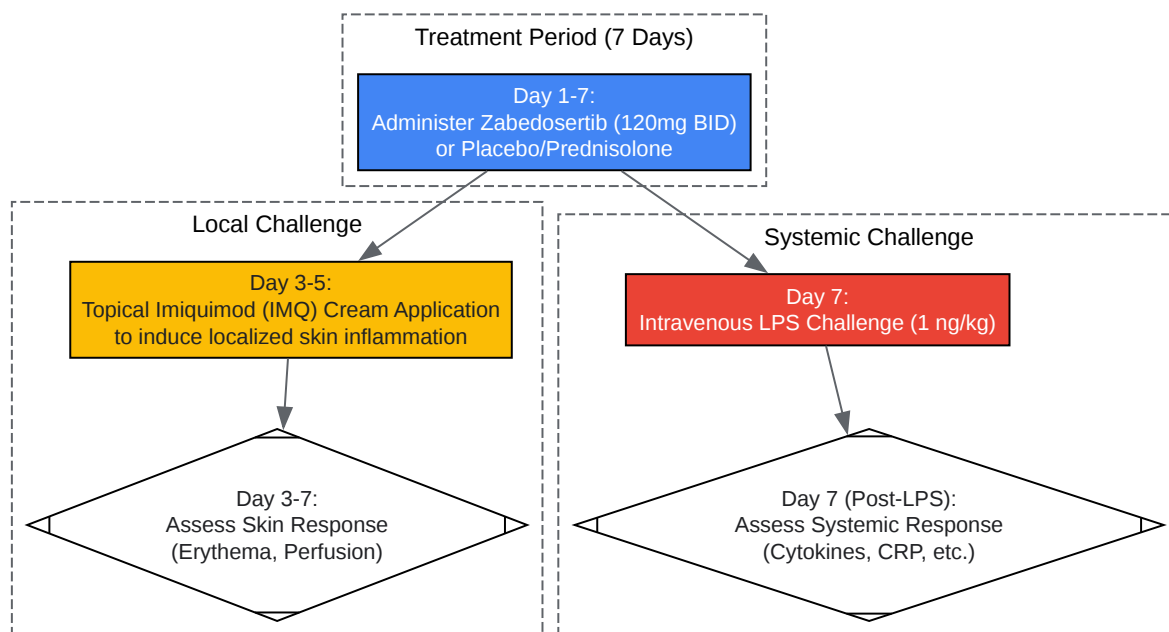 Treatment Period (7 Days)
Day 1-7:
Administer Zabedosertib (120mg BID)
or Placebo/Prednisolone
Local Challenge
Day 3-5:
Topical Imiquimod (IMQ) Cream Application
to induce localized skin inflammation
Day 3-7:
Assess Skin Response
(Erythema, Perfusion)
Systemic Challenge
Day 7:
Intravenous LPS Challenge (1 ng/kg)
Day 7 (Post-LPS):
Assess Systemic Response
(Cytokines, CRP, etc.)